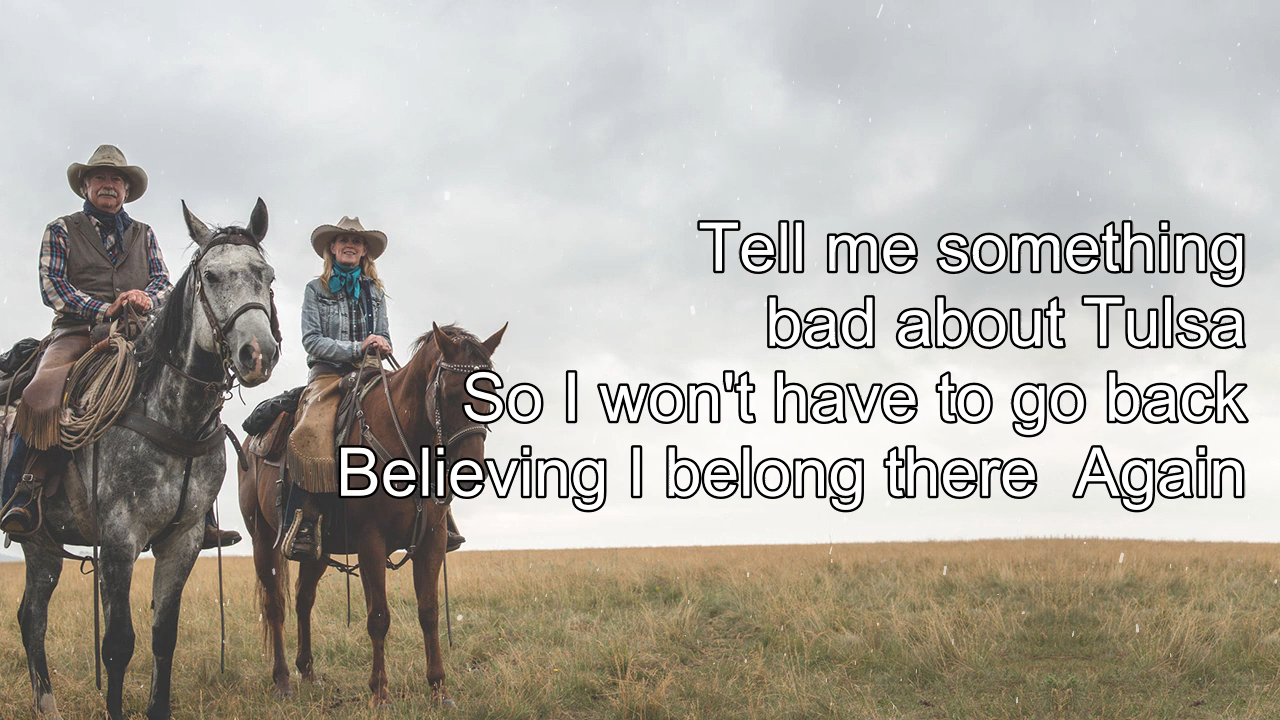 Tell me something
bad about Tulsa
So I won't have to go back
Believing I belong there  Again